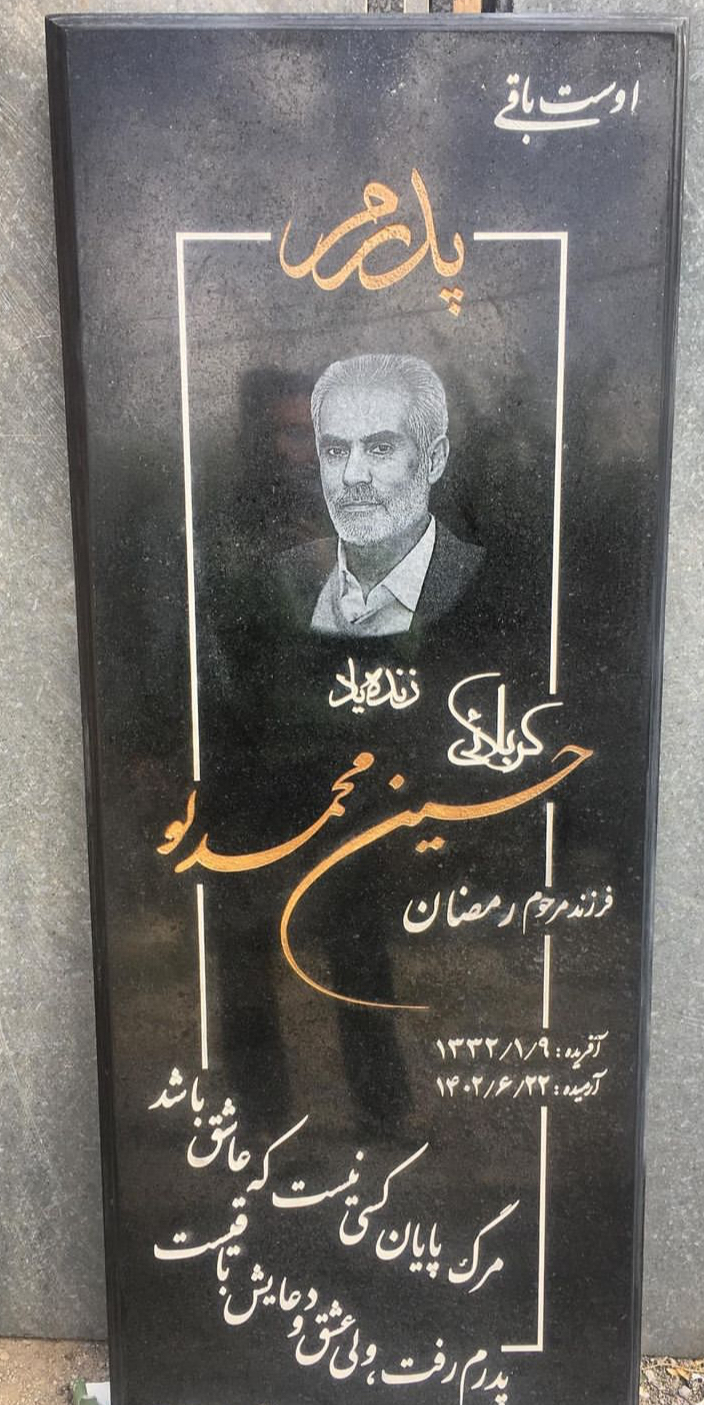 اوست باقی
پدرم
زنده یاد
کربلائی
حسین محمدلو
فرزند مرحوم رمضان
آفریده : ۱۳۳۲/۱/۹
آرمیده : ۱۴۰۲/۶/۲۲
مرگ پایان کسی نیست که عاشق باشد
پدرم رفت، ولی عشق و دعایش باقیست